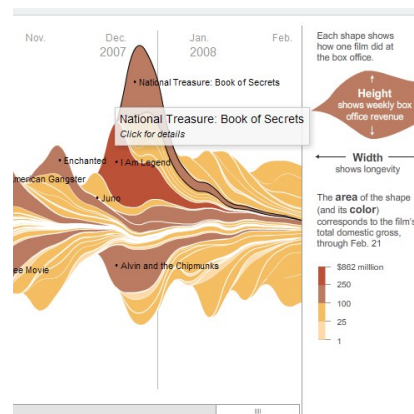 Nov.
Dec.
2007
Jan.
2008
Feb.
National Treasure: Book of Secrets
National Treasure: Book of Secrets
Click for details
Enchanted
I Am Legend
merican Gangster
Juno
ee Movie
Alvin and the Chipmunks
Each shape shows
how one film did at
the box office.
Height
shows weekly box
office revenue
Width
shows longevity
The area of the shape
(and its color)
corresponds to the film's
total domestic gross,
through Feb. 21
$862 million
250
100
25
1